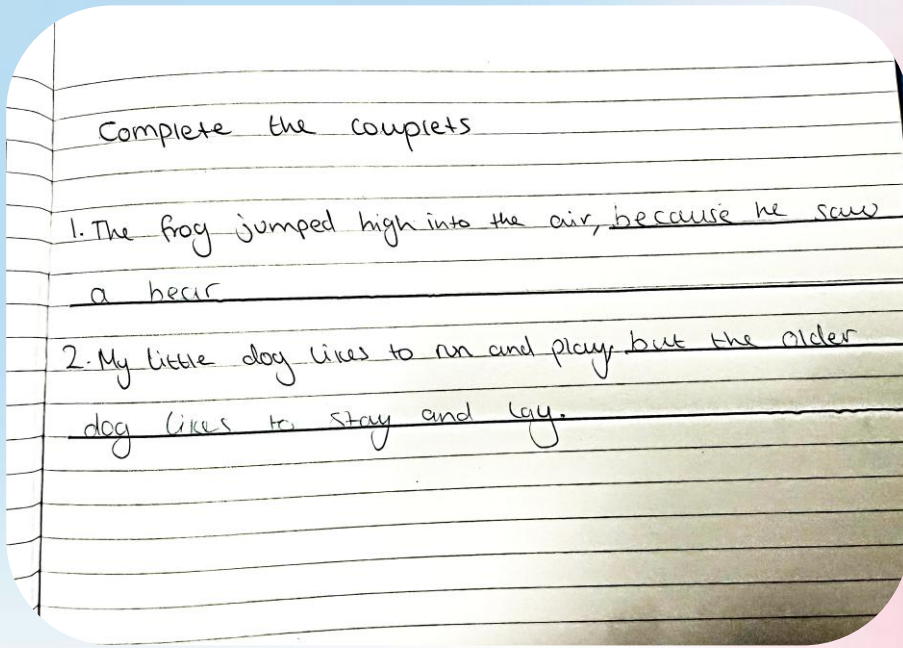 Complete the couplets
1. The frog jumped high into the air, because he saw
a bear
2. My little dog likes to run and play, but the older
dog likes to stay and lay.